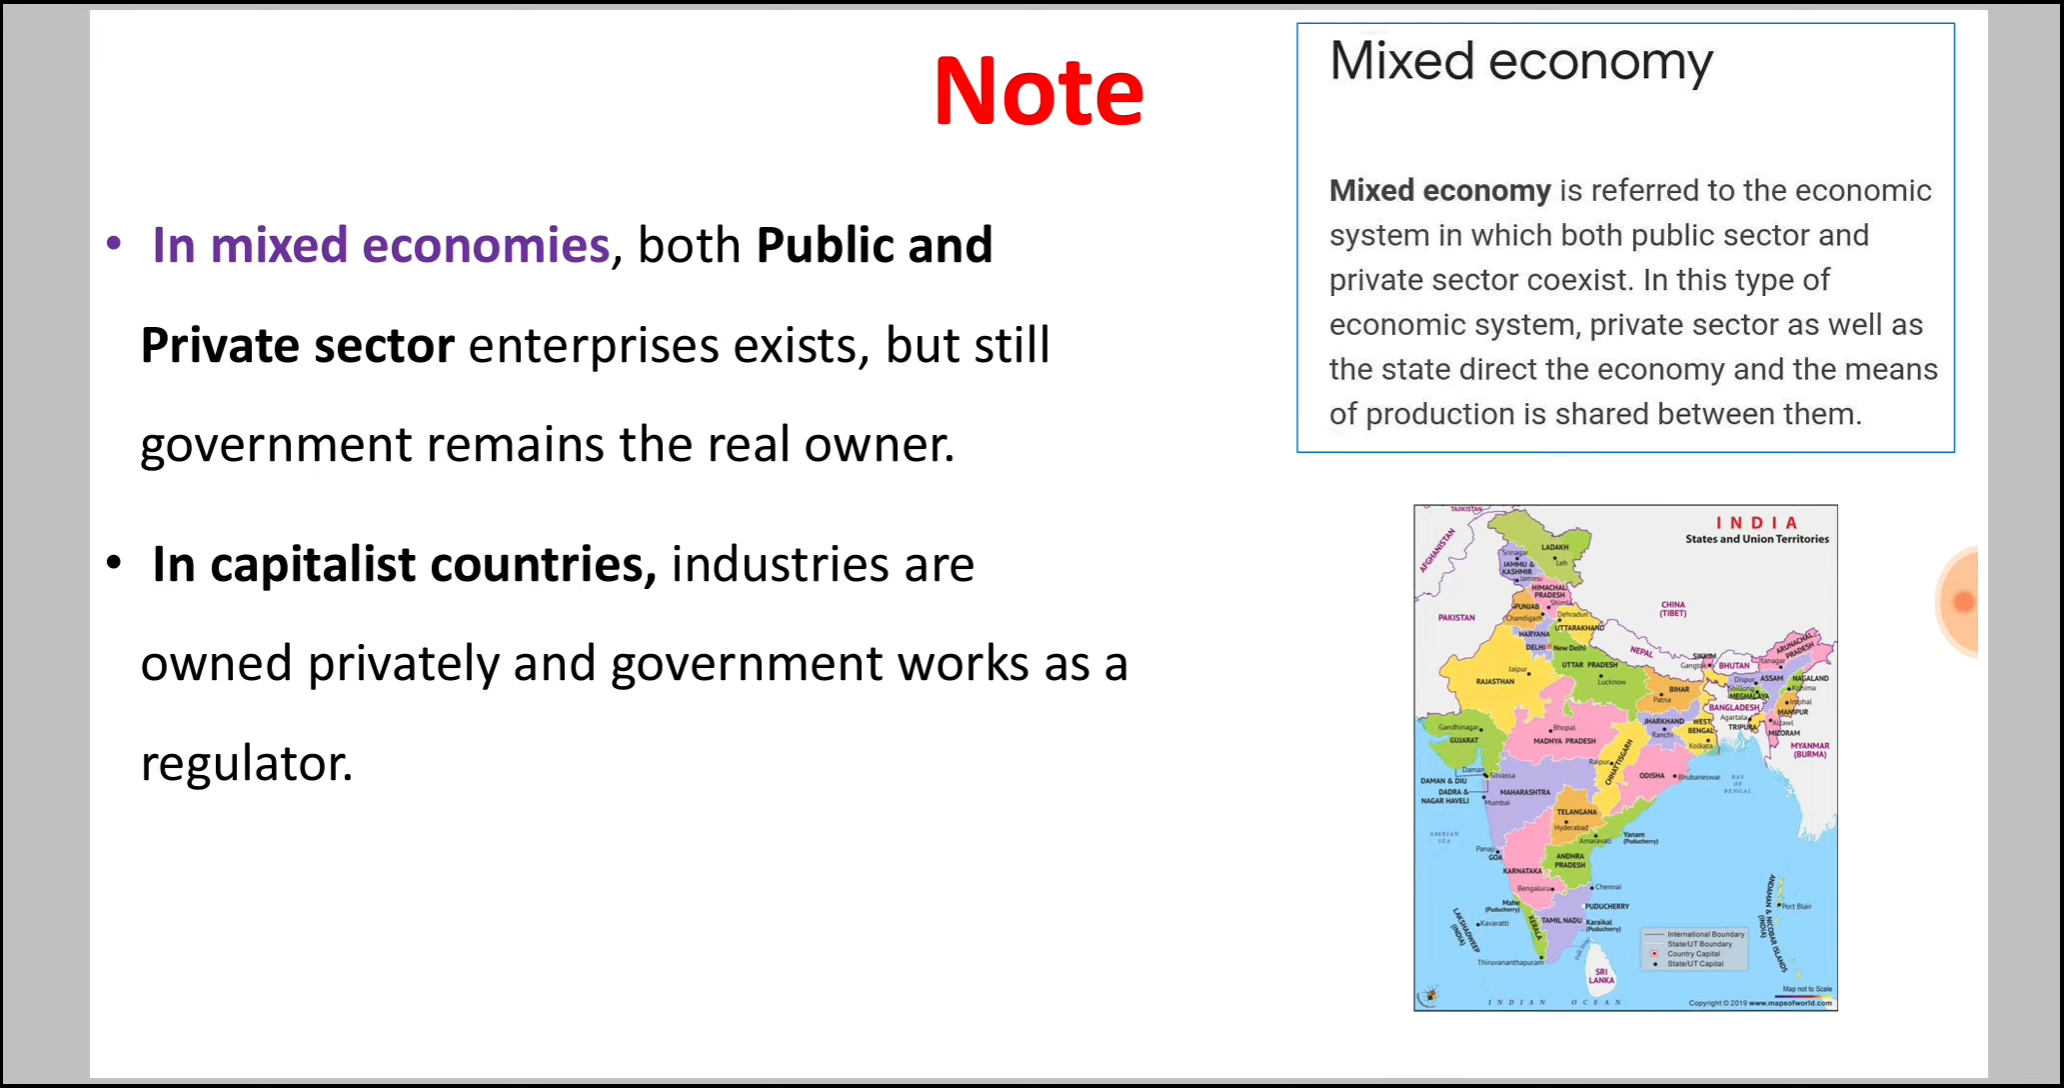 Note
• In mixed economies, both Public and
Private sector enterprises exists, but still
government remains the real owner.
• In capitalist countries, industries are
owned privately and government works as a
regulator.
Mixed economy
Mixed economy is referred to the economic
system in which both public sector and
private sector coexist. In this type of
economic system, private sector as well as
the state direct the economy and the means
of production is shared between them.
INDIA
States and Union Territories
TAJIKISTAN
AFGHANISTAN
PAKISTAN
CHINA
(TIBET)
NEPAL
BHUTAN
BANGLADESH
MYANMAR
(BURMA)
SRI
LANKA
LADAKH
Leh
Srinagar
JAMMU &
KASHMIR
Jammu
HIMACHAL
PRADESH
Shimla
PUNJAB
Chandigarh
Dehradun
UTTARAKHAND
HARYANA
DELHI
New Delhi
UTTAR PRADESH
Lucknow
Jaipur
RAJASTHAN
BIHAR
Patna
SIKKIM
Gangtok
ARUNACHAL
PRADESH
Itanagar
Dispur
ASSAM
NAGALAND
Kohima
Shillong
MEGHALAYA
Imphal
MANIPUR
Agartala
TRIPURA
Aizawl
MIZORAM
JHARKHAND
Ranchi
WEST
BENGAL
Kolkata
Gandhinagar
GUJARAT
Bhopal
MADHYA PRADESH
Raipur
CHHATTISGARH
ODISHA
Bhubaneswar
BAY
OF
BENGAL
Daman
Silvassa
DAMAN & DIU
DADRA &
NAGAR HAVELI
MAHARASHTRA
Mumbai
TELANGANA
Hyderabad
Amaravati
Yanam
(Puducherry)
ARABIAN
SEA
Panaji
GOA
ANDHRA
PRADESH
KARNATAKA
Bengaluru
Chennai
Mahe
(Puducherry)
PUDUCHERRY
TAMIL NADU
Karaikal
(Puducherry)
KERALA
LAKSHADWEEP
(INDIA)
Kavaratti
Thiruvananthapuram
ANDAMAN & NICOBAR ISLANDS
(INDIA)
Port Blair
International Boundary
State/UT Boundary
Country Capital
State/UT Capital
INDIAN OCEAN
Map not to Scale
Copyright © 2019 www.mapsofworld.com